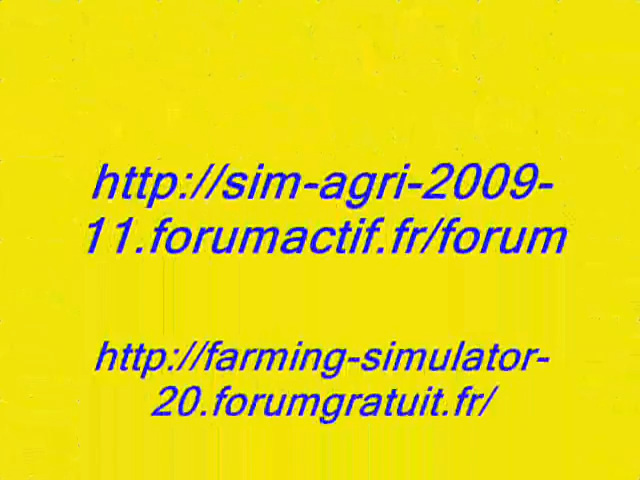 http://sim-agri-2009-
11.forumactif.fr/forum
http://farming-simulator-
20.forumgratuit.fr/